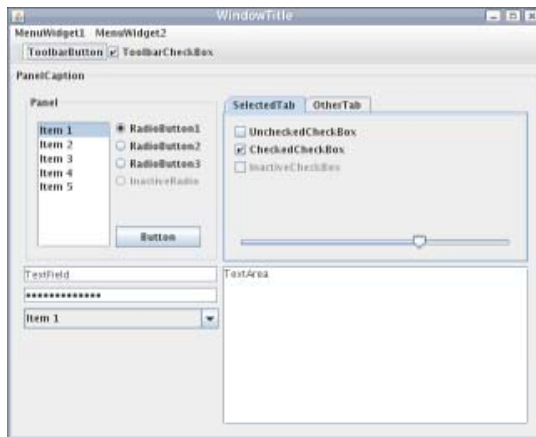 WindowTitle
MenuWidget1 MenuWidget2
ToolbarButton ToolbarCheckBox
PanelCaption
Panel
Item 1
Item 2
Item 3
Item 4
Item 5
RadioButton1
RadioButton2
RadioButton3
InactiveRadio
Button
SelectedTab OtherTab
UncheckedCheckBox
CheckedCheckBox
InactiveCheckBox
TextField
•••••••••••••
Item 1
TextArea